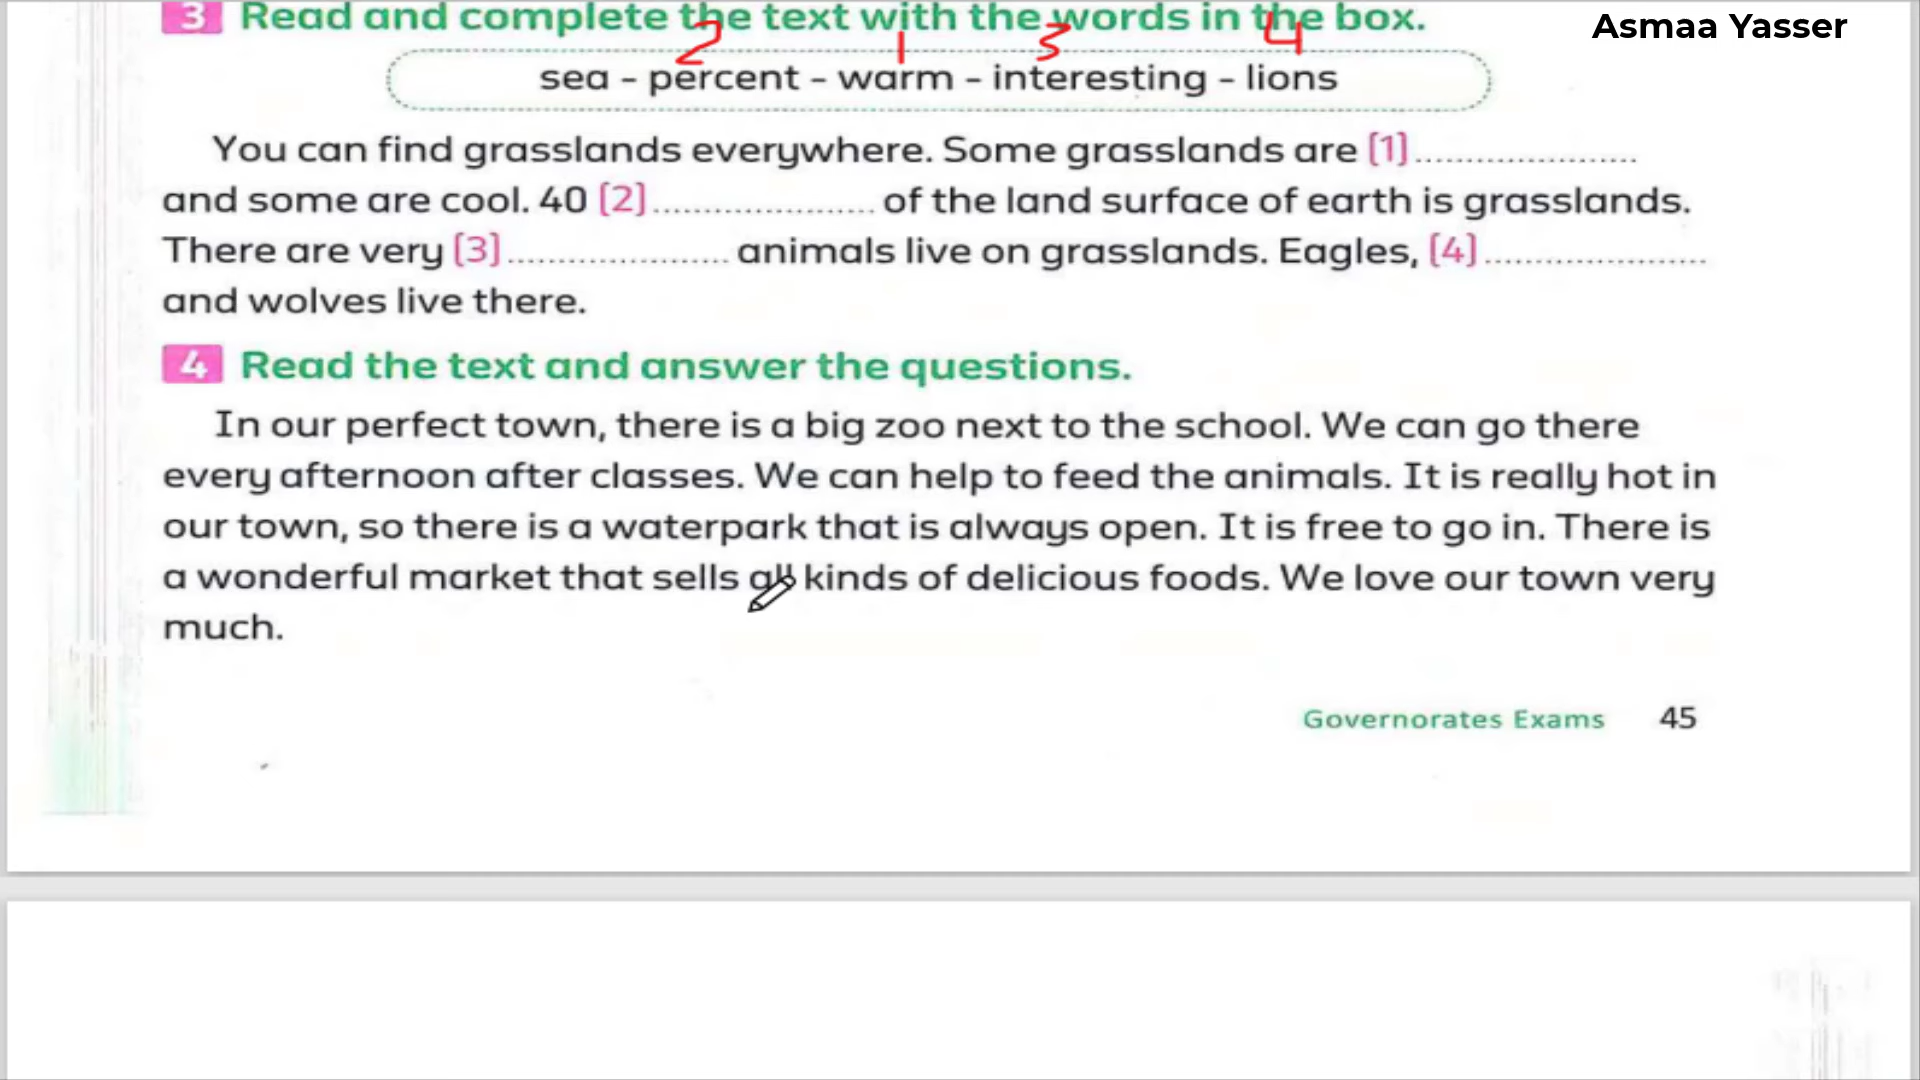 3 Read and complete the text with the words in the box.
Asmaa Yasser
2 1 3 4
sea - percent - warm - interesting - lions
You can find grasslands everywhere. Some grasslands are [1] ......................
and some are cool. 40 [2] ...................... of the land surface of earth is grasslands.
There are very [3] ...................... animals live on grasslands. Eagles, [4] ......................
and wolves live there.
4 Read the text and answer the questions.
In our perfect town, there is a big zoo next to the school. We can go there
every afternoon after classes. We can help to feed the animals. It is really hot in
our town, so there is a waterpark that is always open. It is free to go in. There is
a wonderful market that sells all kinds of delicious foods. We love our town very
much.
Governorates Exams 45